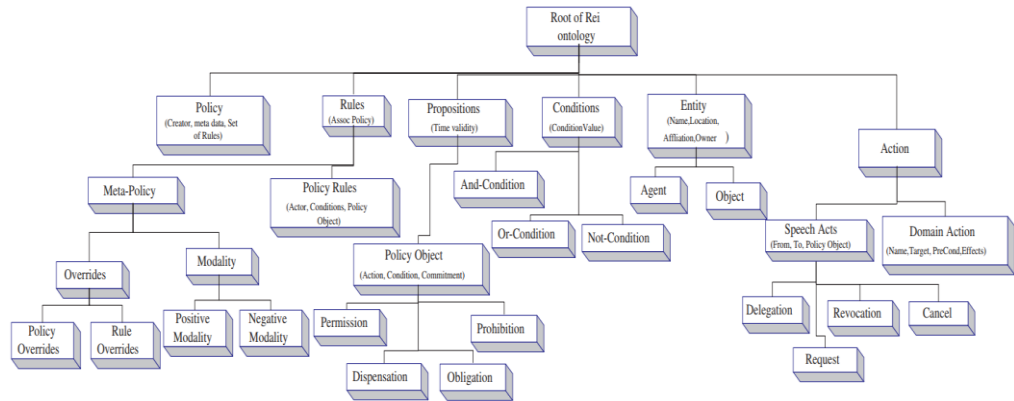 Root of Rei
ontology
Policy
(Creator, meta data, Set
of Rules)
Rules
(Assoc Policy)
Propositions
(Time validity)
Conditions
(ConditionValue)
Entity
(Name,Location,
Affliation,Owner )
Action
Meta-Policy
Policy Rules
(Actor, Conditions, Policy
Object)
And-Condition
Agent
Object
Or-Condition
Not-Condition
Speech Acts
(From, To, Policy Object)
Domain Action
(Name,Target, PreCond,Effects)
Overrides
Modality
Policy Object
(Action, Condition, Commitment)
Policy
Overrides
Rule
Overrides
Positive
Modality
Negative
Modality
Permission
Prohibition
Dispensation
Obligation
Delegation
Revocation
Cancel
Request